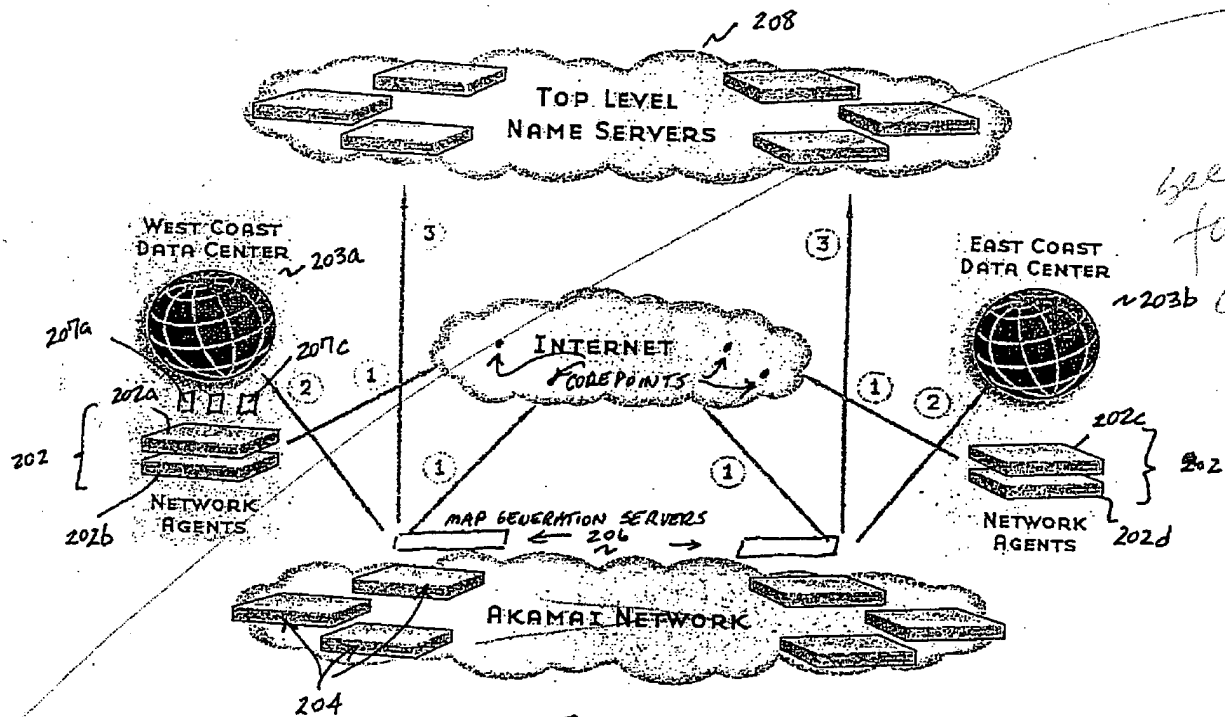 208
TOP LEVEL
NAME SERVERS
see
WEST COAST
DATA CENTER
203a
3
3
EAST COAST
DATA CENTER
203b
207a
207c
INTERNET
COREPOINTS
2
1
1
2
202a
202
202b
NETWORK
AGENTS
1
1
202c
202
202d
NETWORK
AGENTS
MAP GENERATION SERVERS
206
AKAMAI NETWORK
204